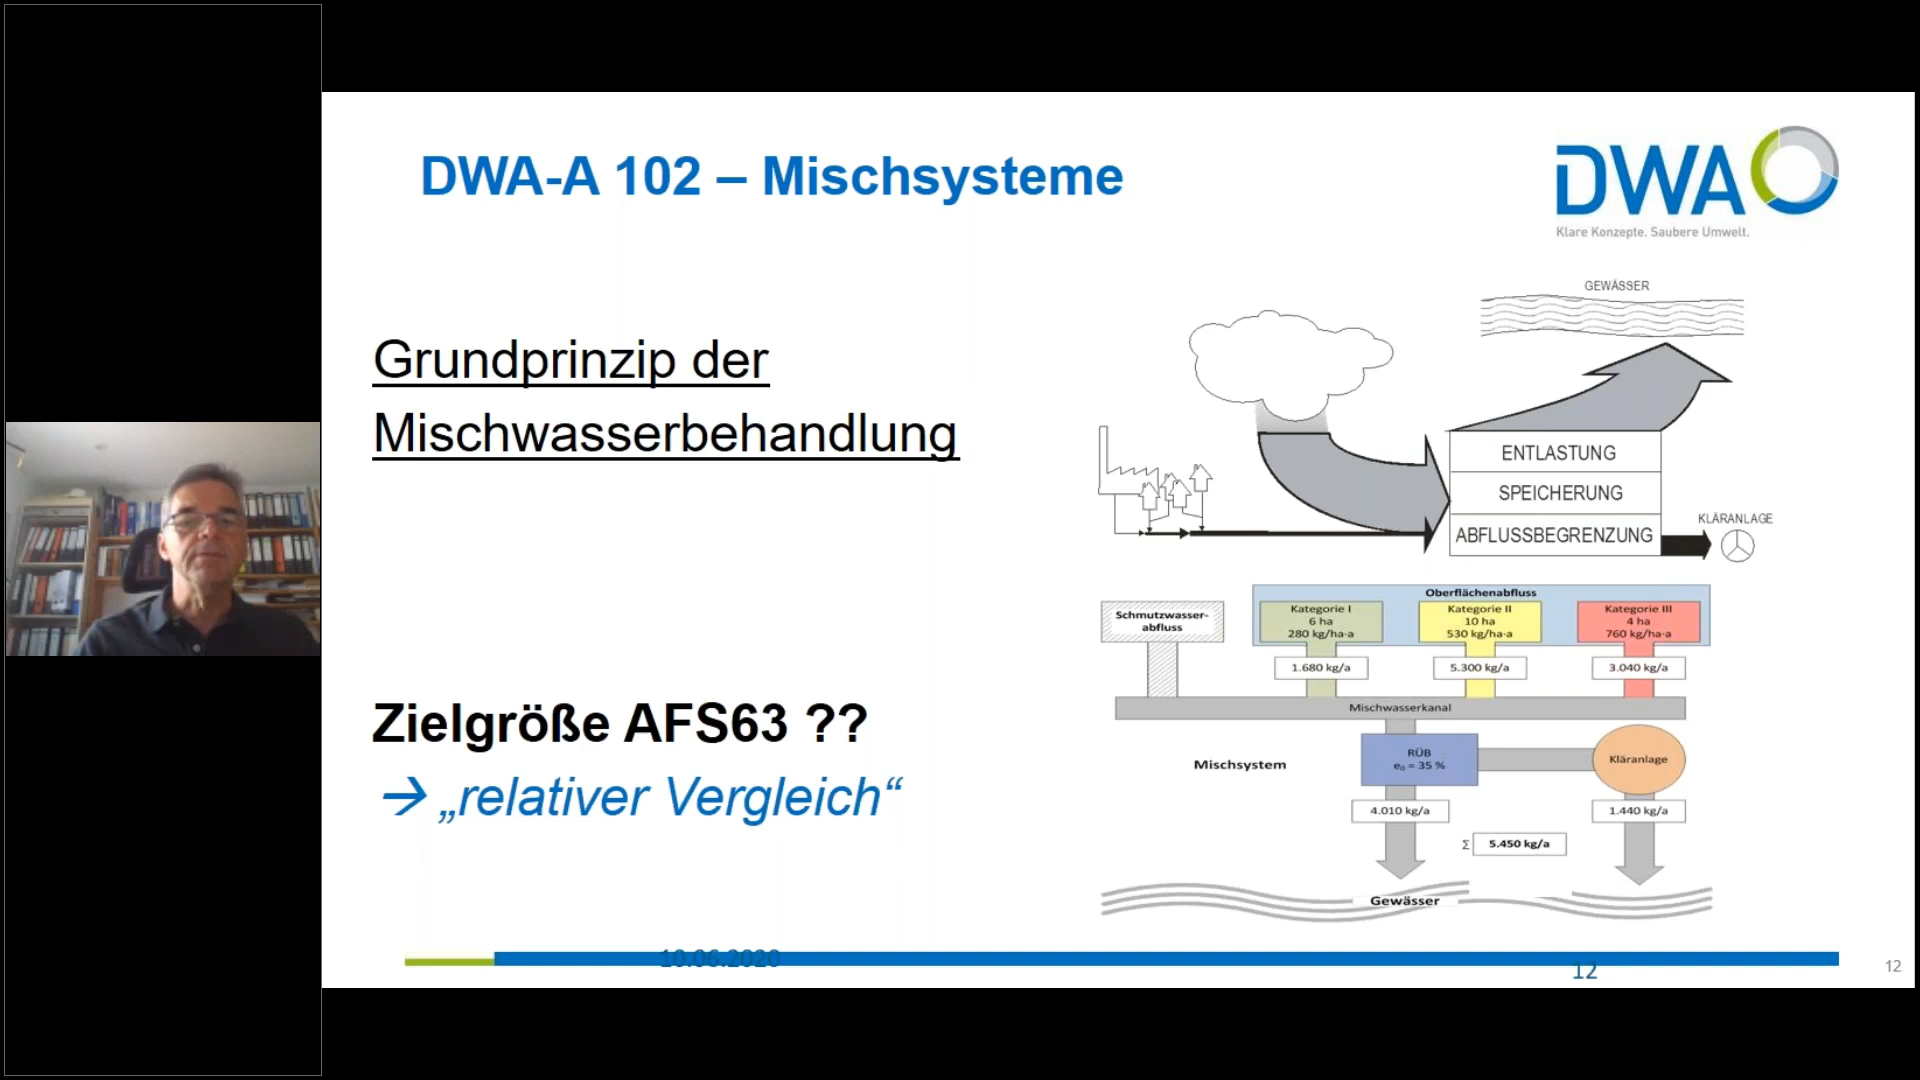 DWA-A 102 – Mischsysteme
DWA
Klare Konzepte. Saubere Umwelt.
Grundprinzip der
Mischwasserbehandlung
Zielgröße AFS63 ??
→ „relativer Vergleich“
GEWÄSSER
ENTLASTUNG
SPEICHERUNG
ABFLUSSBEGRENZUNG
KLÄRANLAGE
Oberflächenabfluss
Schmutzwasser-
abfluss
Kategorie I
6 ha
280 kg/ha·a
Kategorie II
10 ha
530 kg/ha·a
Kategorie III
4 ha
760 kg/ha·a
1.680 kg/a
5.300 kg/a
3.040 kg/a
Mischwasserkanal
Mischsystem
RÜB
e₀ = 35 %
Kläranlage
4.010 kg/a
1.440 kg/a
Σ 5.450 kg/a
Gewässer
10.06.2020
12
12